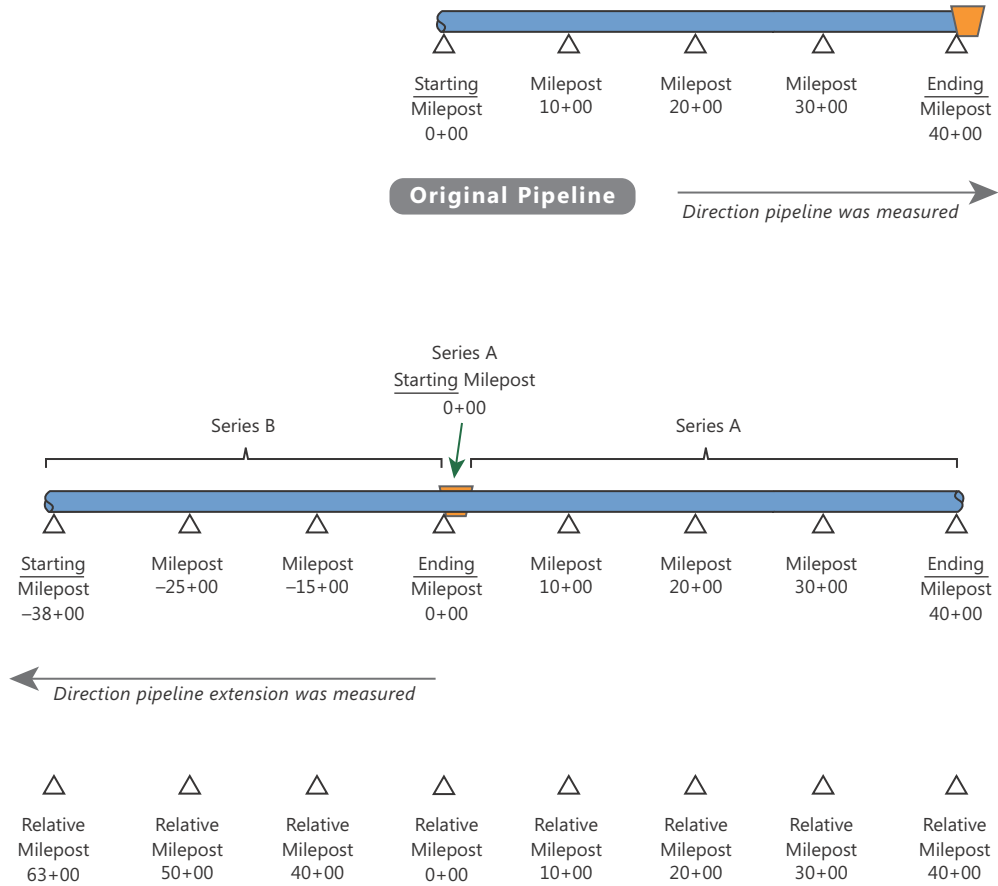 Starting
Milepost
0+00
Milepost
10+00
Milepost
20+00
Milepost
30+00
Ending
Milepost
40+00
Original Pipeline
Direction pipeline was measured
Series A
Starting Milepost
0+00
Series B
Series A
Starting
Milepost
–38+00
Milepost
–25+00
Milepost
–15+00
Ending
Milepost
0+00
Milepost
10+00
Milepost
20+00
Milepost
30+00
Ending
Milepost
40+00
Direction pipeline extension was measured
Relative
Milepost
63+00
Relative
Milepost
50+00
Relative
Milepost
40+00
Relative
Milepost
0+00
Relative
Milepost
10+00
Relative
Milepost
20+00
Relative
Milepost
30+00
Relative
Milepost
40+00